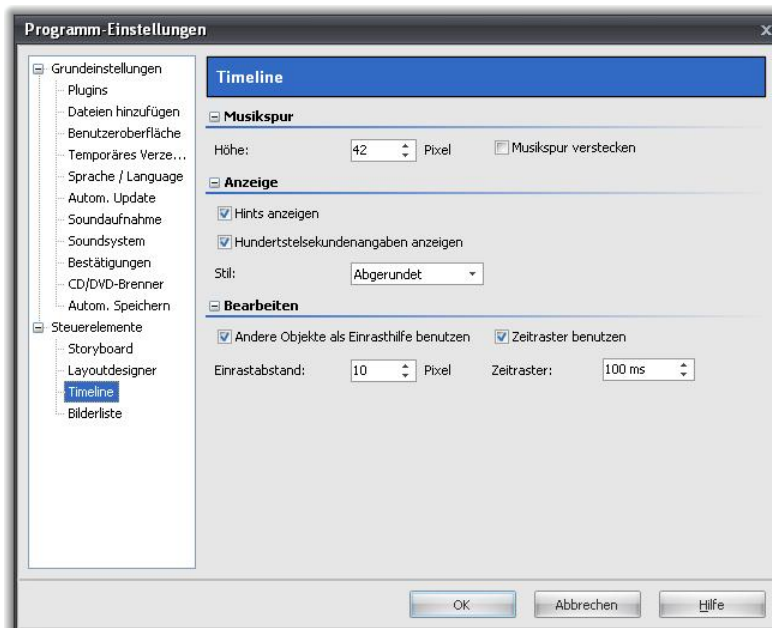 Programm-Einstellungen
x
Grundeinstellungen
Plugins
Dateien hinzufügen
Benutzeroberfläche
Temporäres Verze...
Sprache / Language
Autom. Update
Soundaufnahme
Soundsystem
Bestätigungen
CD/DVD-Brenner
Autom. Speichern
Steuerelemente
Storyboard
Layoutdesigner
Timeline
Bilderliste
Timeline
Musikspur
Höhe: 42 Pixel Musikspur verstecken
Anzeige
Hints anzeigen
Hundertstelsekundenangaben anzeigen
Stil: Abgerundet
Bearbeiten
Andere Objekte als Einrasthilfe benutzen Zeitraster benutzen
Einrastabstand: 10 Pixel Zeitraster: 100 ms
OK Abbrechen Hilfe